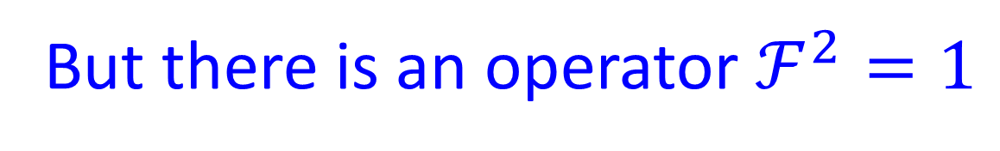 But there is an operator ℱ² = 1